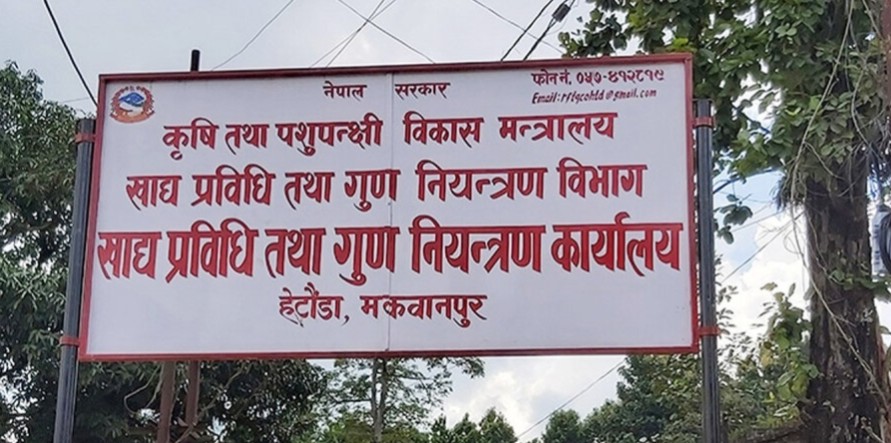 नेपाल सरकार
फोन नं. ०५७-४१२८१९
Email:rftqcohtd@gmail.com
कृषि तथा पशुपन्क्षी विकास मन्त्रालय
खाद्य प्रविधि तथा गुण नियन्त्रण विभाग
खाद्य प्रविधि तथा गुण नियन्त्रण कार्यालय
हेटौंडा, मकवानपुर